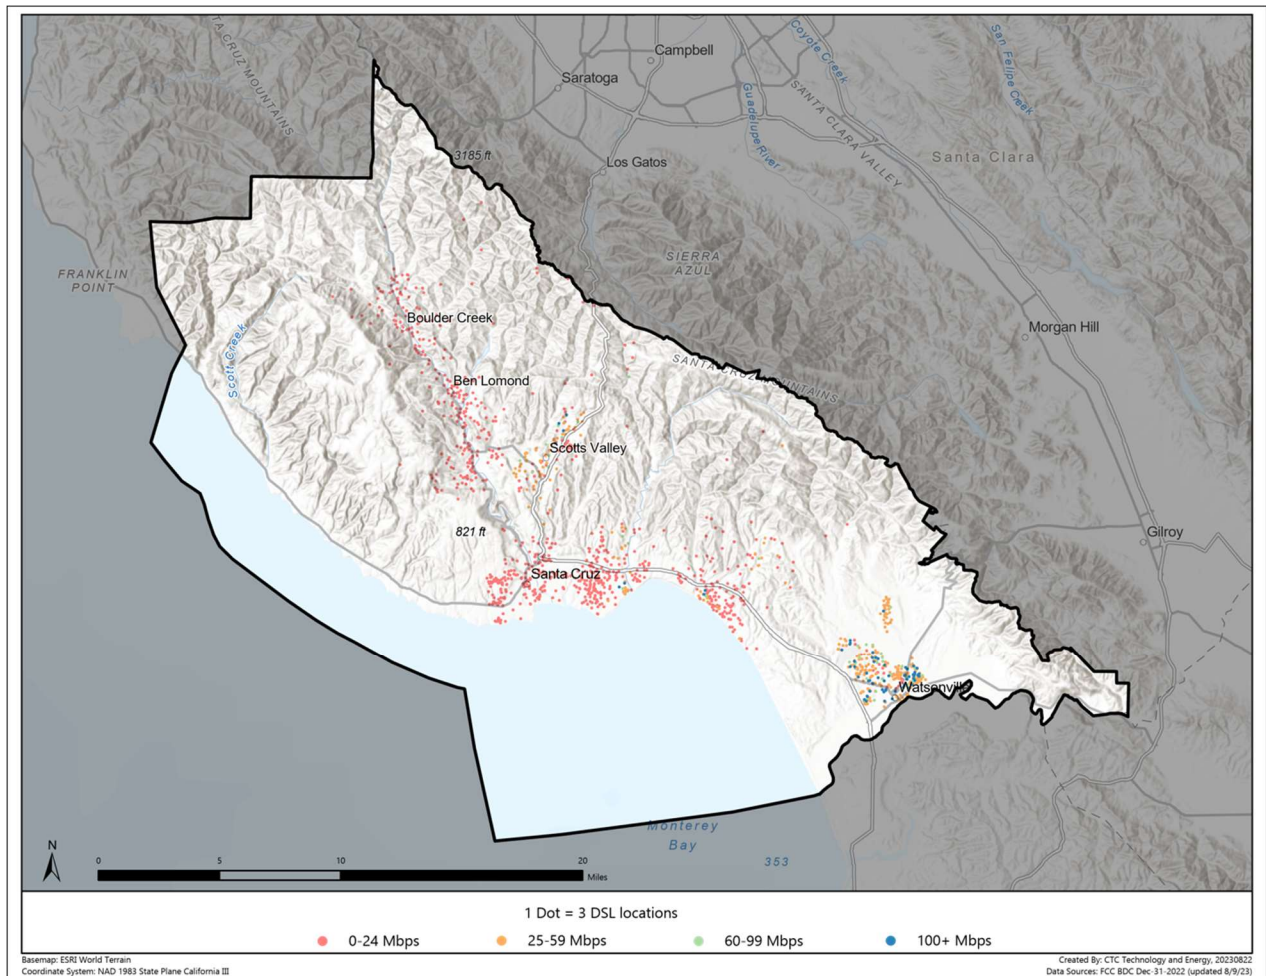 Campbell
Saratoga
Coyote Creek
San Felipe Creek
TA CRUZ MOUNTAINS
Guadelupe River
SANTA CLARA VALLEY
3185 ft
Los Gatos
Santa Clara
SIERRA
AZUL
FRANKLIN
POINT
Boulder Creek
Morgan Hill
Scott Creek
SANTA CRUZ MOUNTAINS
Ben Lomond
Scotts Valley
821 ft
Gilroy
Santa Cruz
Watsonville
Monterey
Bay
353
N
0 5 10 20
Miles
1 Dot = 3 DSL locations
0-24 Mbps 25-59 Mbps 60-99 Mbps 100+ Mbps
Basemap: ESRI World Terrain
Coordinate System: NAD 1983 State Plane California III
Created By: CTC Technology and Energy, 20230822
Data Sources: FCC BDC Dec-31-2022 (updated 8/9/23)